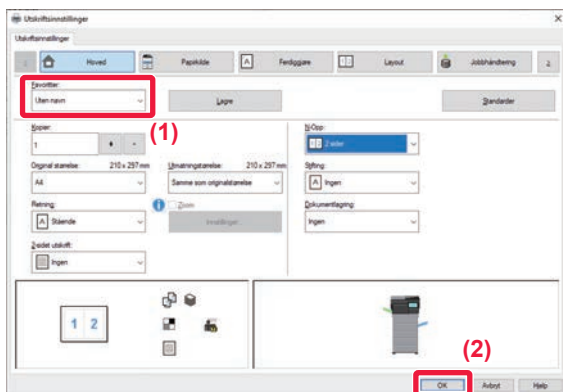 Utskriftsinnstillinger
Utskriftsinnstillinger
Hoved Papirkilde A Ferdiggjøre Layout Jobbhåndtering
Favoritter:
Uten navn Lagre Standarder
(1)
Kopier: N-Opp:
1 + - 2-sider
Original størrelse: 210 x 297 mm Utmatningstørrelse: 210 x 297 mm Stifting:
A4 Samme som originalstørrelse A Ingen
Retning: Zoom Dokumentlagring:
A Stående Innstillinger... Ingen
2-sidet utskrift:
Ingen
1 2
(2)
OK Avbryt Hjelp